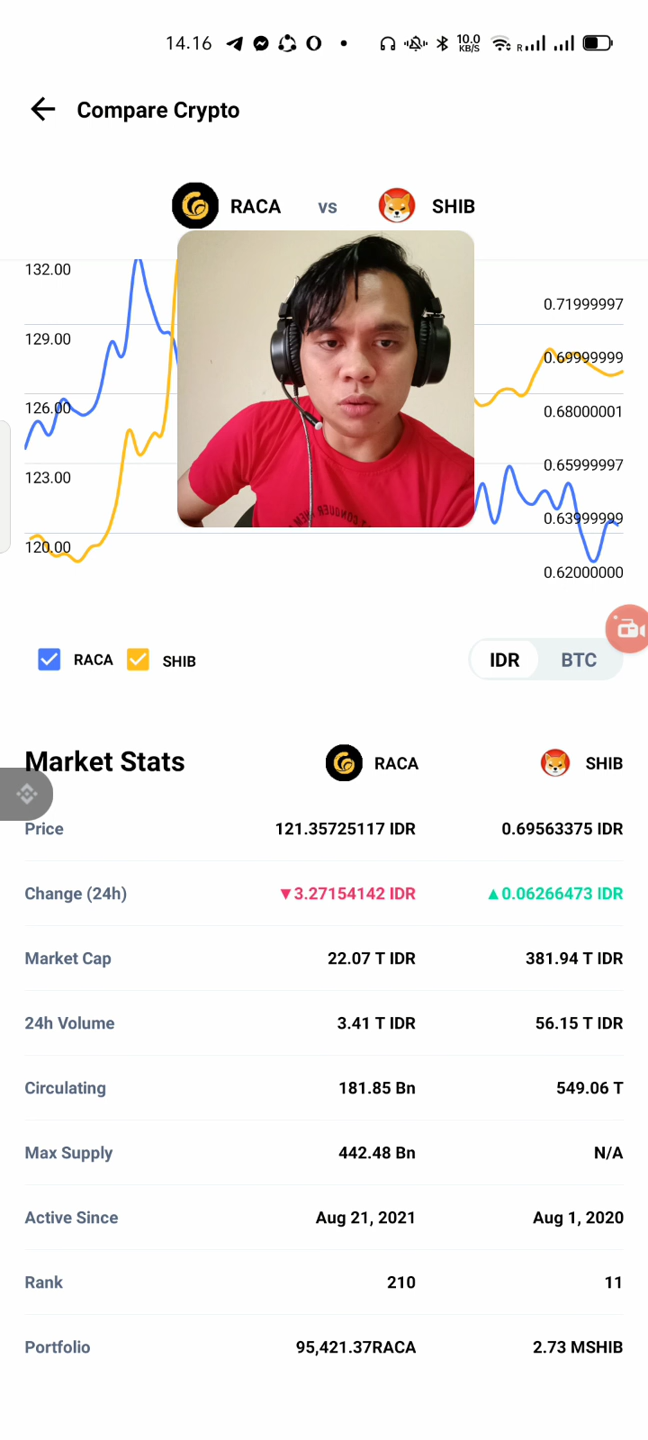 14.16
10.0
KB/S
R
Compare Crypto
RACA vs SHIB
132.00
129.00
126.00
123.00
120.00
0.71999997
0.69999999
0.68000001
0.65999997
0.63999999
0.62000000
RACA SHIB
IDR BTC
Market Stats RACA SHIB
Price 121.35725117 IDR 0.69563375 IDR
Change (24h) ▼3.27154142 IDR ▲0.06266473 IDR
Market Cap 22.07 T IDR 381.94 T IDR
24h Volume 3.41 T IDR 56.15 T IDR
Circulating 181.85 Bn 549.06 T
Max Supply 442.48 Bn N/A
Active Since Aug 21, 2021 Aug 1, 2020
Rank 210 11
Portfolio 95,421.37RACA 2.73 MSHIB